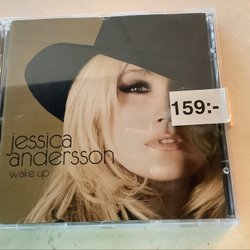 jessica
andersson
wake up
159:-